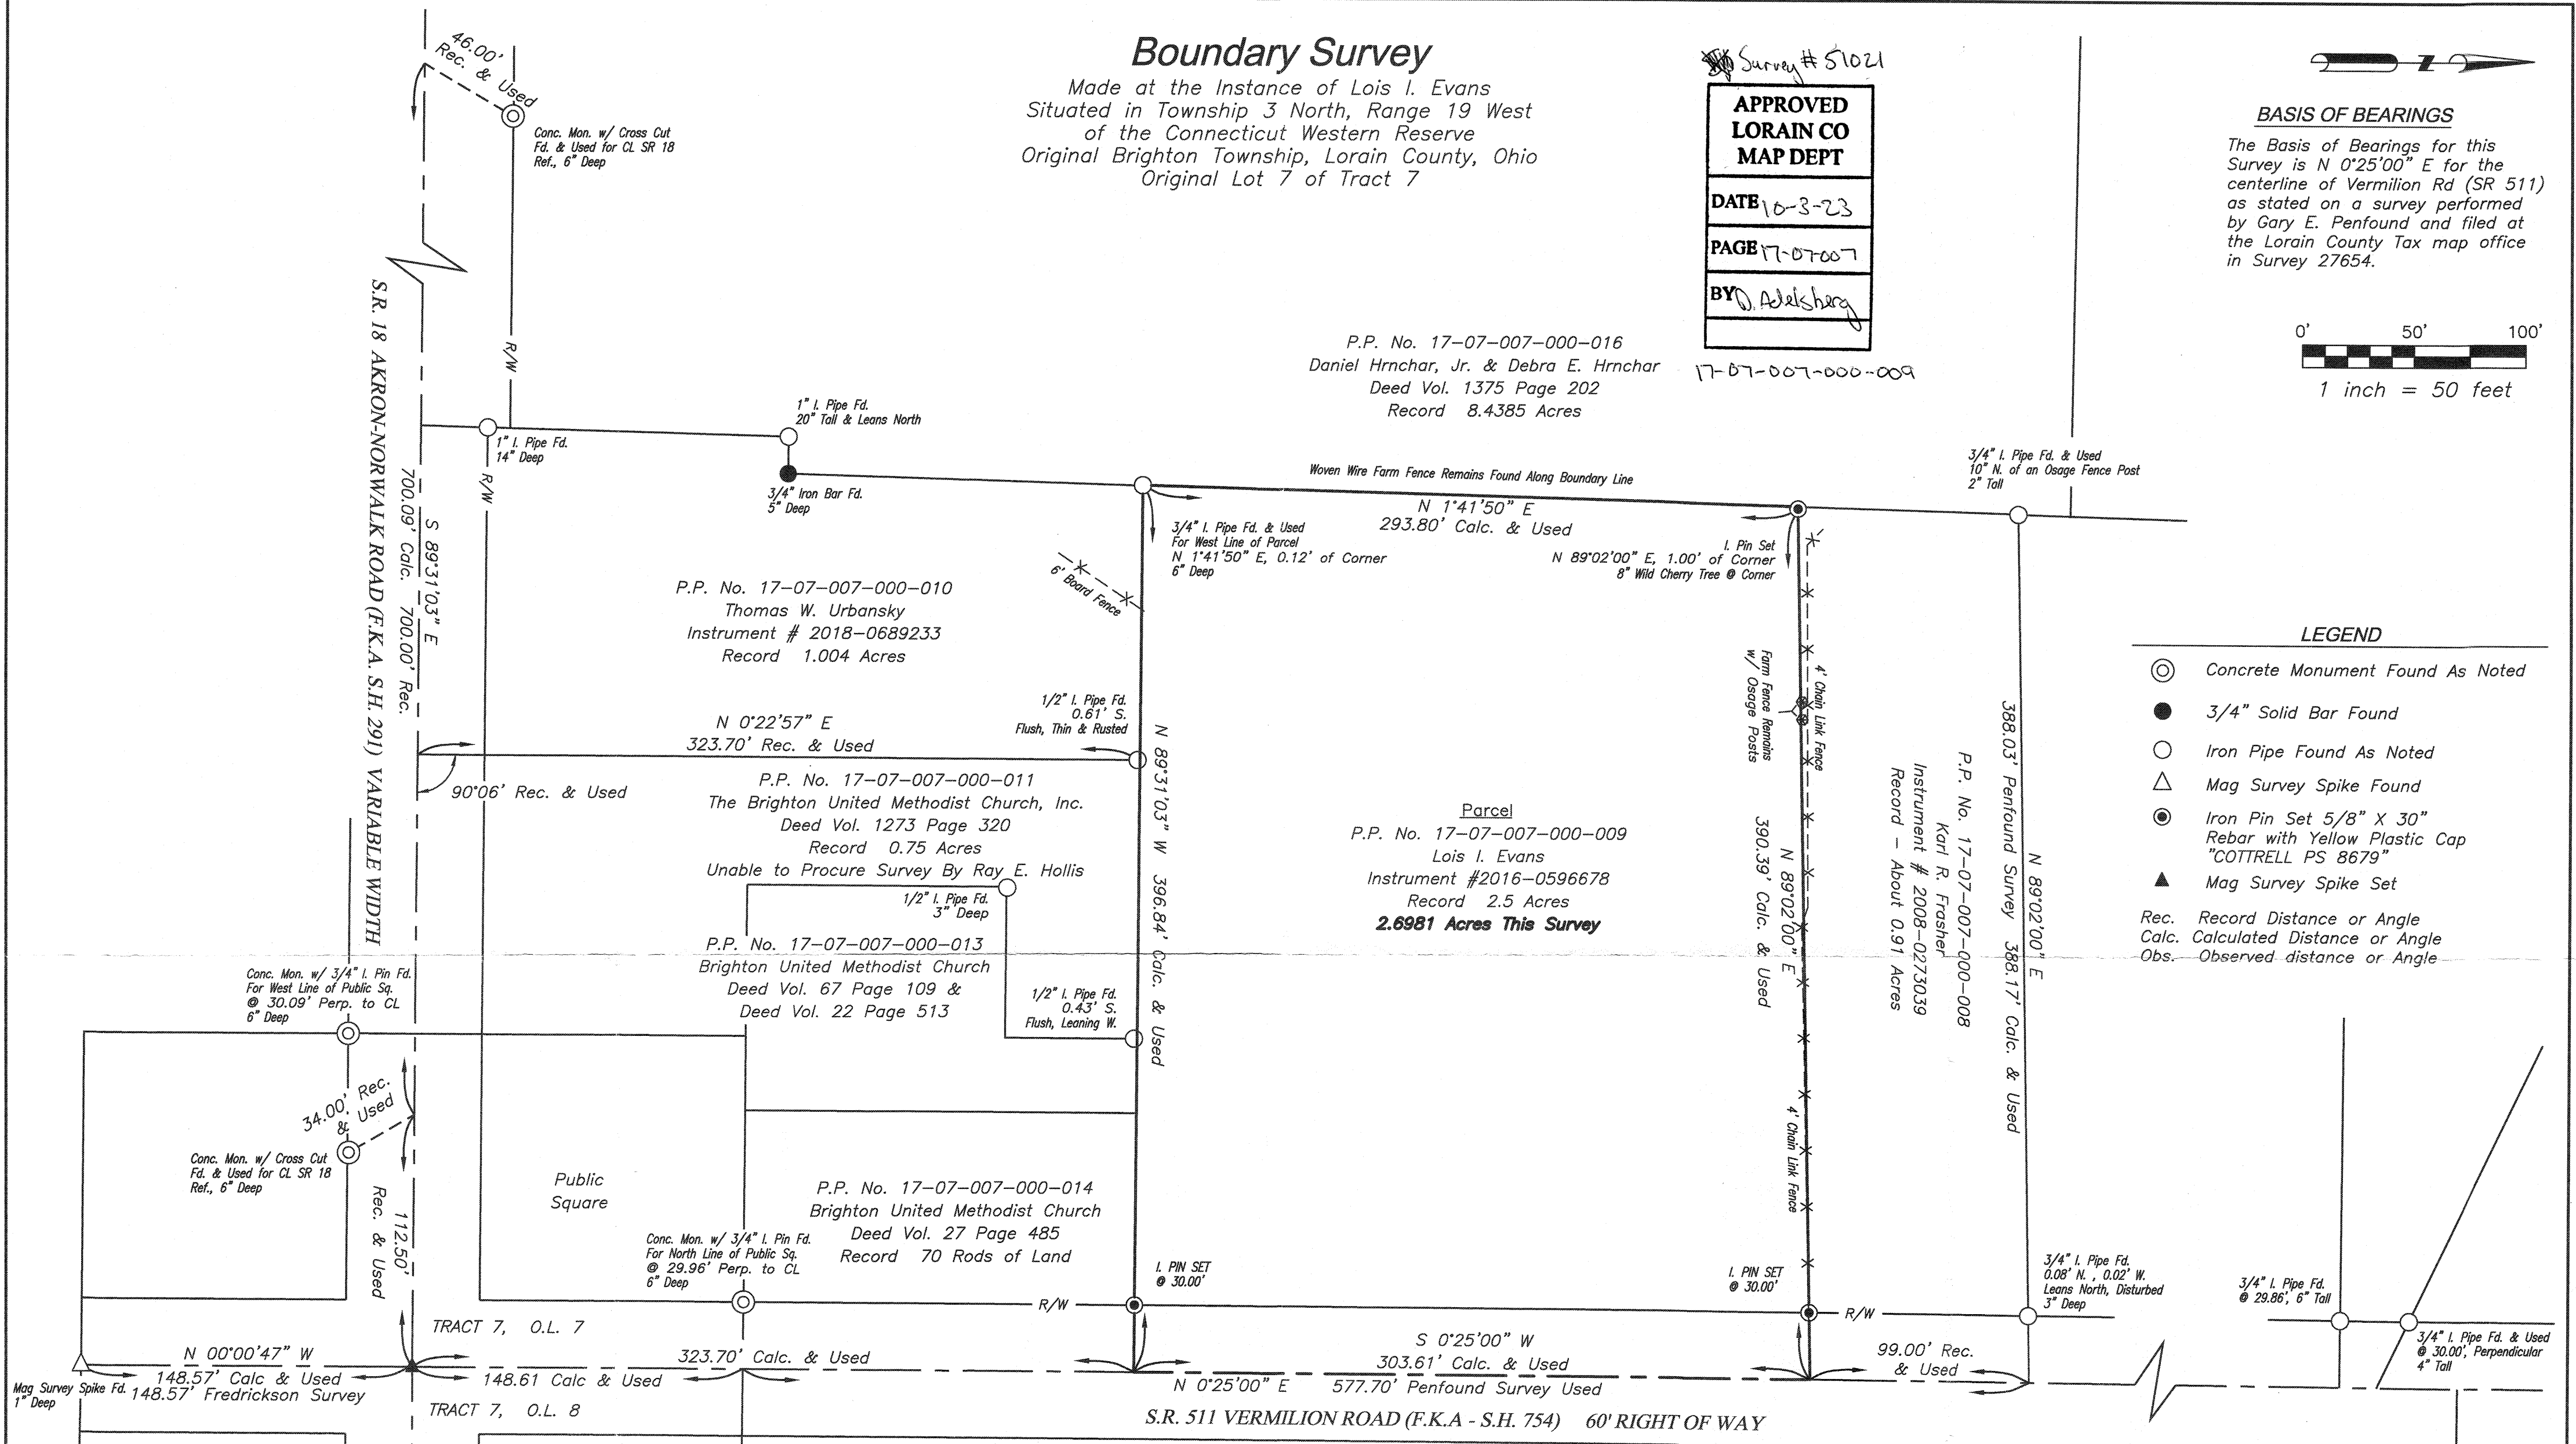 Boundary Survey
Made at the Instance of Lois I. Evans
Situated in Township 3 North, Range 19 West
of the Connecticut Western Reserve
Original Brighton Township, Lorain County, Ohio
Original Lot 7 of Tract 7
Survey # 51021
APPROVED
LORAIN CO
MAP DEPT
DATE 10-3-23
PAGE 17-07007
BY D. Adelsberg
17-07-007-000-009
N
BASIS OF BEARINGS
The Basis of Bearings for this
Survey is N 0°25'00" E for the
centerline of Vermilion Rd (SR 511)
as stated on a survey performed
by Gary E. Penfound and filed at
the Lorain County Tax map office
in Survey 27654.
0' 50' 100'
1 inch = 50 feet
46.00'
Rec. & Used
Conc. Mon. w/ Cross Cut
Fd. & Used for CL SR 18
Ref., 6" Deep
R/W
S.R. 18 AKRON-NORWALK ROAD (F.K.A. S.H. 291) VARIABLE WIDTH
P.P. No. 17-07-007-000-016
Daniel Hrnchar, Jr. & Debra E. Hrnchar
Deed Vol. 1375 Page 202
Record 8.4385 Acres
1" I. Pipe Fd.
20" Tall & Leans North
1" I. Pipe Fd.
14" Deep
R/W
3/4" Iron Bar Fd.
5" Deep
Woven Wire Farm Fence Remains Found Along Boundary Line
N 1°41'50" E
293.80' Calc. & Used
3/4" I. Pipe Fd. & Used
10" N. of an Osage Fence Post
2" Tall
3/4" I. Pipe Fd. & Used
For West Line of Parcel
N 1°41'50" E, 0.12' of Corner
6" Deep
I. Pin Set
N 89°02'00" E, 1.00' of Corner
8" Wild Cherry Tree @ Corner
S 89°31'03" E
700.09' Calc. 700.00' Rec.
6' Board Fence
P.P. No. 17-07-007-000-010
Thomas W. Urbansky
Instrument # 2018-0689233
Record 1.004 Acres
1/2" I. Pipe Fd.
0.61' S.
Flush, Thin & Rusted
N 0°22'57" E
323.70' Rec. & Used
90°06' Rec. & Used
P.P. No. 17-07-007-000-011
The Brighton United Methodist Church, Inc.
Deed Vol. 1273 Page 320
Record 0.75 Acres
Unable to Procure Survey By Ray E. Hollis
1/2" I. Pipe Fd.
3" Deep
P.P. No. 17-07-007-000-013
Brighton United Methodist Church
Deed Vol. 67 Page 109 &
Deed Vol. 22 Page 513
1/2" I. Pipe Fd.
0.43' S.
Flush, Leaning W.
N 89°31'03" W 396.84' Calc. & Used
Parcel
P.P. No. 17-07-007-000-009
Lois I. Evans
Instrument #2016-0596678
Record 2.5 Acres
2.6981 Acres This Survey
Farm Fence Remains
w/ Osage Posts
4' Chain Link Fence
N 89°02'00" E
390.39' Calc. & Used
4' Chain Link Fence
P.P. No. 17-07-007-000-008
Karl R. Frasher
Instrument # 2008-0273039
Record - About 0.91 Acres
N 89°02'00" E
388.03' Penfound Survey 388.17' Calc. & Used
LEGEND
Concrete Monument Found As Noted
3/4" Solid Bar Found
Iron Pipe Found As Noted
Mag Survey Spike Found
Iron Pin Set 5/8" X 30"
Rebar with Yellow Plastic Cap
"COTTRELL PS 8679"
Mag Survey Spike Set
Rec. Record Distance or Angle
Calc. Calculated Distance or Angle
Obs. Observed distance or Angle
Conc. Mon. w/ 3/4" I. Pin Fd.
For West Line of Public Sq.
@ 30.09' Perp. to CL
6" Deep
34.00' Rec.
& Used
Conc. Mon. w/ Cross Cut
Fd. & Used for CL SR 18
Ref., 6" Deep
112.50'
Rec. & Used
Public
Square
P.P. No. 17-07-007-000-014
Brighton United Methodist Church
Deed Vol. 27 Page 485
Record 70 Rods of Land
Conc. Mon. w/ 3/4" I. Pin Fd.
For North Line of Public Sq.
@ 29.96' Perp. to CL
6" Deep
I. PIN SET
@ 30.00'
I. PIN SET
@ 30.00'
3/4" I. Pipe Fd.
0.08' N. , 0.02' W.
Leans North, Disturbed
3" Deep
3/4" I. Pipe Fd.
@ 29.86', 6" Tall
3/4" I. Pipe Fd. & Used
@ 30.00', Perpendicular
4" Tall
R/W
R/W
TRACT 7, O.L. 7
N 00°00'47" W
148.57' Calc & Used
148.57' Fredrickson Survey
Mag Survey Spike Fd.
1" Deep
148.61 Calc & Used
323.70' Calc. & Used
S 0°25'00" W
303.61' Calc. & Used
N 0°25'00" E 577.70' Penfound Survey Used
99.00' Rec.
& Used
TRACT 7, O.L. 8
S.R. 511 VERMILION ROAD (F.K.A - S.H. 754) 60' RIGHT OF WAY